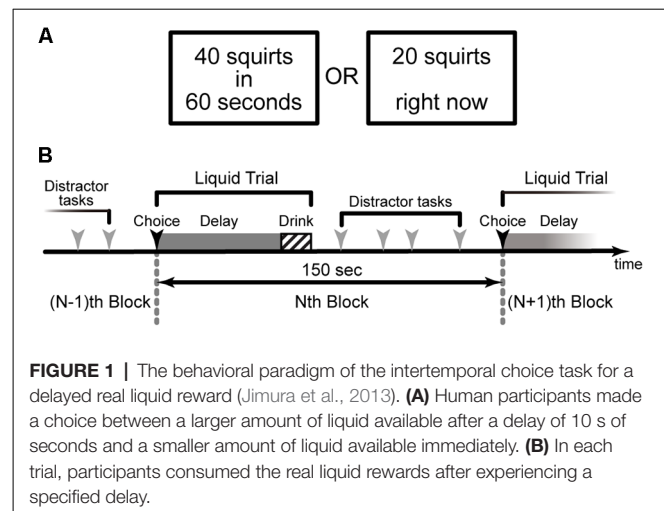 A
40 squirts
in
60 seconds
OR
20 squirts
right now
B
Distractor
tasks
Liquid Trial
Choice
Delay
Drink
Distractor tasks
Liquid Trial
Choice
Delay
time
150 sec
(N-1)th Block
Nth Block
(N+1)th Block
FIGURE 1 | The behavioral paradigm of the intertemporal choice task for a
delayed real liquid reward (Jimura et al., 2013). (A) Human participants made
a choice between a larger amount of liquid available after a delay of 10 s of
seconds and a smaller amount of liquid available immediately. (B) In each
trial, participants consumed the real liquid rewards after experiencing a
specified delay.